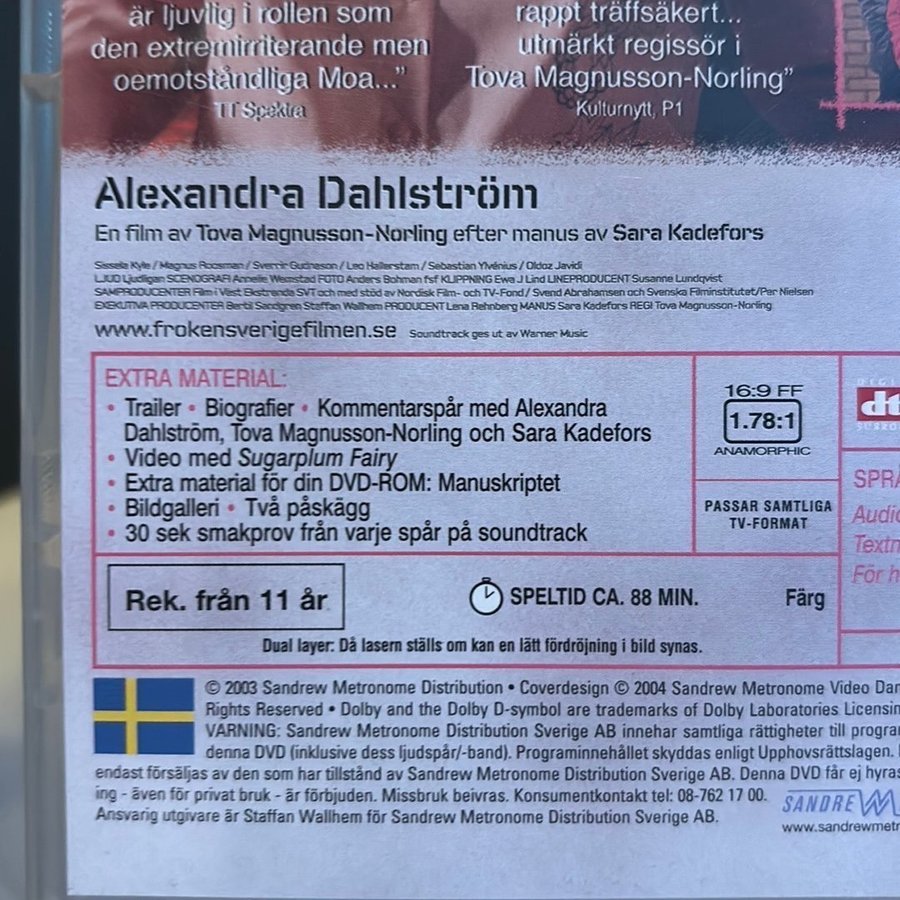 är ljuvlig i rollen som
den extremirriterande men
oemotståndliga Moa..."
TT Spektra
rappt träffsäkert...
utmärkt regissör i
Tova Magnusson-Norling"
Kulturnytt, P1
Alexandra Dahlström
En film av Tova Magnusson-Norling efter manus av Sara Kadefors
Sissela Kyle / Magnus Roosman / Sverrir Gudnason / Leo Hallerstam / Sebastian Ylvenius / Oldoz Javidi
LJUD Ljudligan SCENOGRAFI Annelie Wemstad FOTO Anders Bohman fsf KLIPPNING Ewa J Lind LINEPRODUCENT Susanne Lundqvist
SAMPRODUCENTER Film i Väst Ekstranda SVT och med stöd av Nordisk Film- och TV-Fond / Svend Abrahamsen och Svenska Filminstitutet/Per Nielsen
EXEKUTIVA PRODUCENTER Bertil Sandgren Staffan Wallhem PRODUCENT Lena Rehnberg MANUS Sara Kadefors REGI Tova Magnusson-Norling
www.frokensverigefilmen.se Soundtrack ges ut av Warner Music
EXTRA MATERIAL:
• Trailer • Biografier • Kommentarspår med Alexandra
Dahlström, Tova Magnusson-Norling och Sara Kadefors
• Video med Sugarplum Fairy
• Extra material för din DVD-ROM: Manuskriptet
• Bildgalleri • Två påskägg
• 30 sek smakprov från varje spår på soundtrack
16:9 FF
1.78:1
ANAMORPHIC
PASSAR SAMTLIGA
TV-FORMAT
DIGI
dt
SURRO
SPRÅ
Audio
Textn
För h
Rek. från 11 år
SPELTID CA. 88 MIN.
Färg
Dual layer: Då lasern ställs om kan en lätt fördröjning i bild synas.
© 2003 Sandrew Metronome Distribution • Coverdesign © 2004 Sandrew Metronome Video Dan
Rights Reserved • Dolby and the Dolby D-symbol are trademarks of Dolby Laboratories Licensin
VARNING: Sandrew Metronome Distribution Sverige AB innehar samtliga rättigheter till progra
denna DVD (inklusive dess ljudspår/-band). Programinnehållet skyddas enligt Upphovsrättslagen.
endast försäljas av den som har tillstånd av Sandrew Metronome Distribution Sverige AB. Denna DVD får ej hyras
ing - även för privat bruk - är förbjuden. Missbruk beivras. Konsumentkontakt tel: 08-762 17 00.
Ansvarig utgivare är Staffan Wallhem för Sandrew Metronome Distribution Sverige AB.
SANDREW
www.sandrewmetr